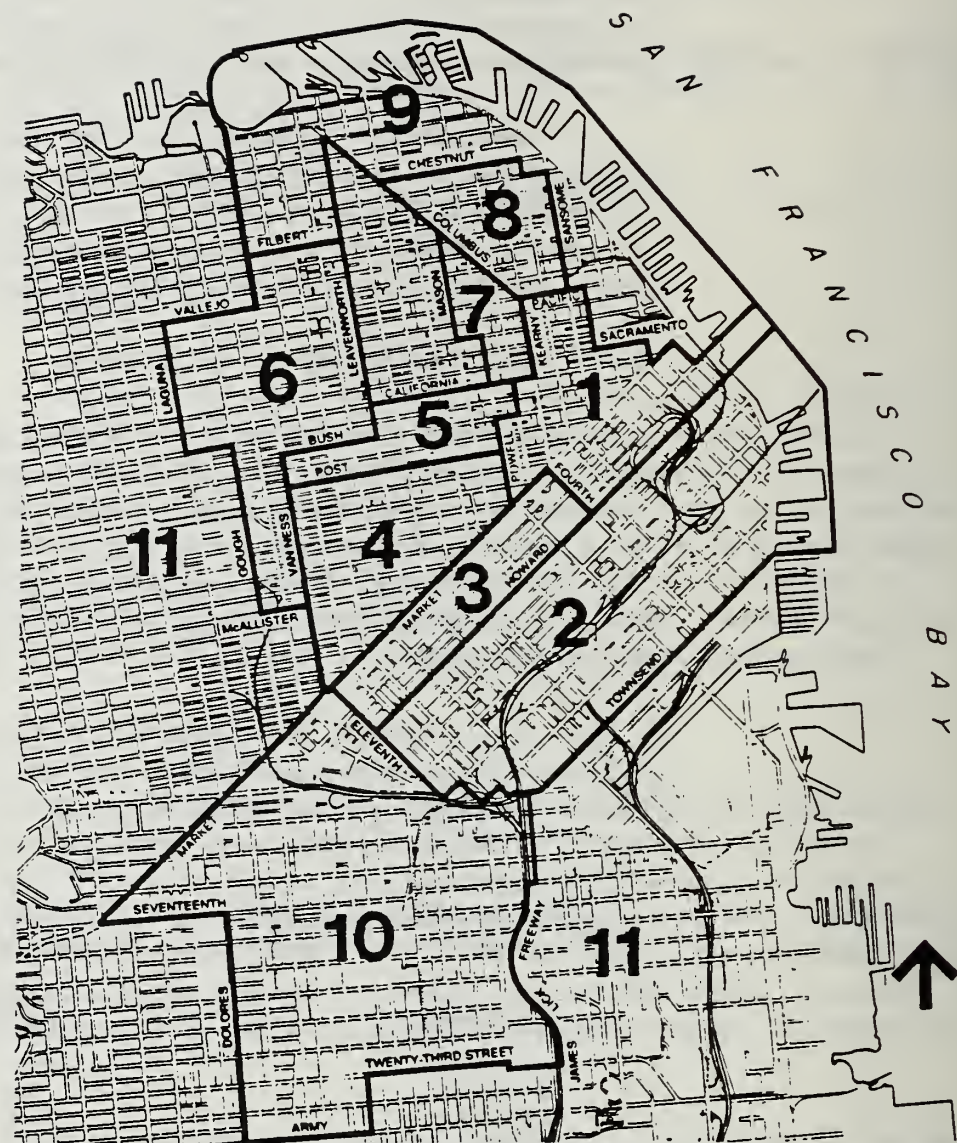 SAN FRANCISCO BAY
9
CHESTNUT
8
SANSOME
COLUMBUS
FILBERT
MASON
7
CALIF
VALLEJO
LEAVENWORTH
KEARNY
SACRAMENTO
LAGUNA
6
CALIFORNIA
1
5
BUSH
POST
POWELL
FOURTH
11
GOUGH
VAN NESS
4
MARKET
3
HOWARD
2
McALLISTER
TOWNSEND
ELEVENTH
MARKET
SEVENTEENTH
10
FREEWAY
11
LICK
DOLORES
JAMES
TWENTY-THIRD STREET
ARMY